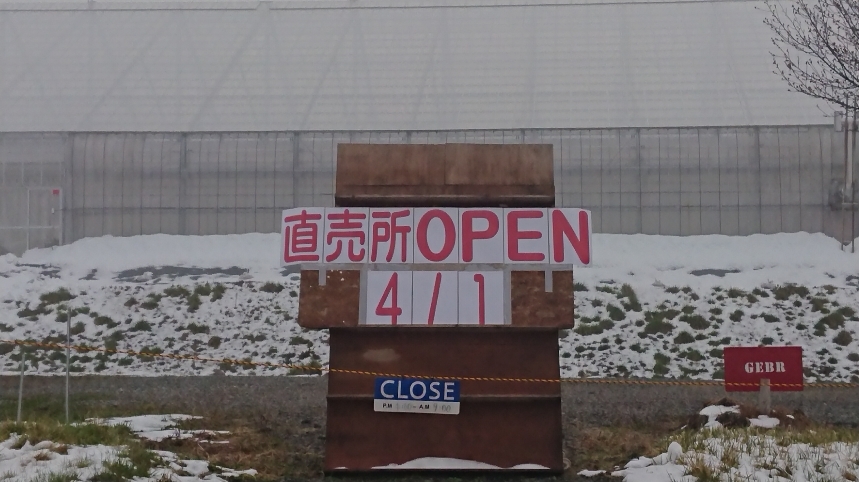 直売所OPEN
4/1
CLOSE
P.M ~ A.M
GEBR